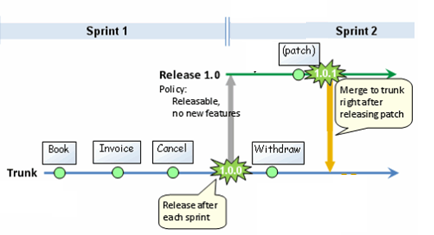 Sprint 1
Sprint 2
(patch)
Release 1.0
1.0.1
Policy:
Releasable,
no new features
Merge to trunk
right after
releasing patch
Book
Invoice
Cancel
Withdraw
Trunk
1.0.0
Release after
each sprint